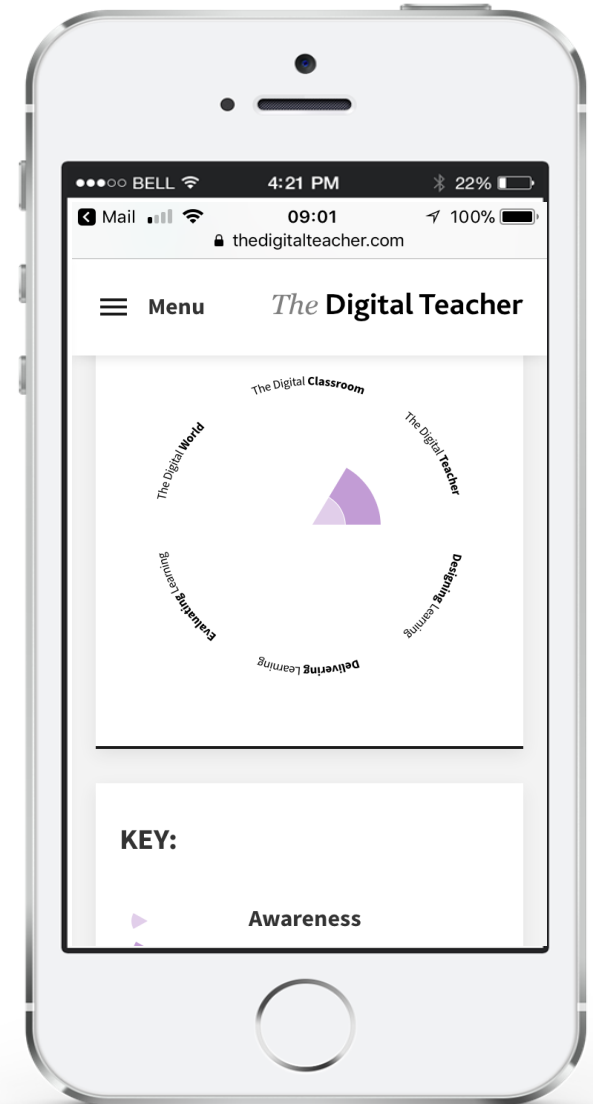 BELL 4:21 PM 22%
Mail 09:01 100%
thedigitalteacher.com
Menu The Digital Teacher
The Digital Classroom
The Digital World
The Digital Teacher
Evaluating Learning
Designing Learning
Delivering Learning
KEY:
Awareness